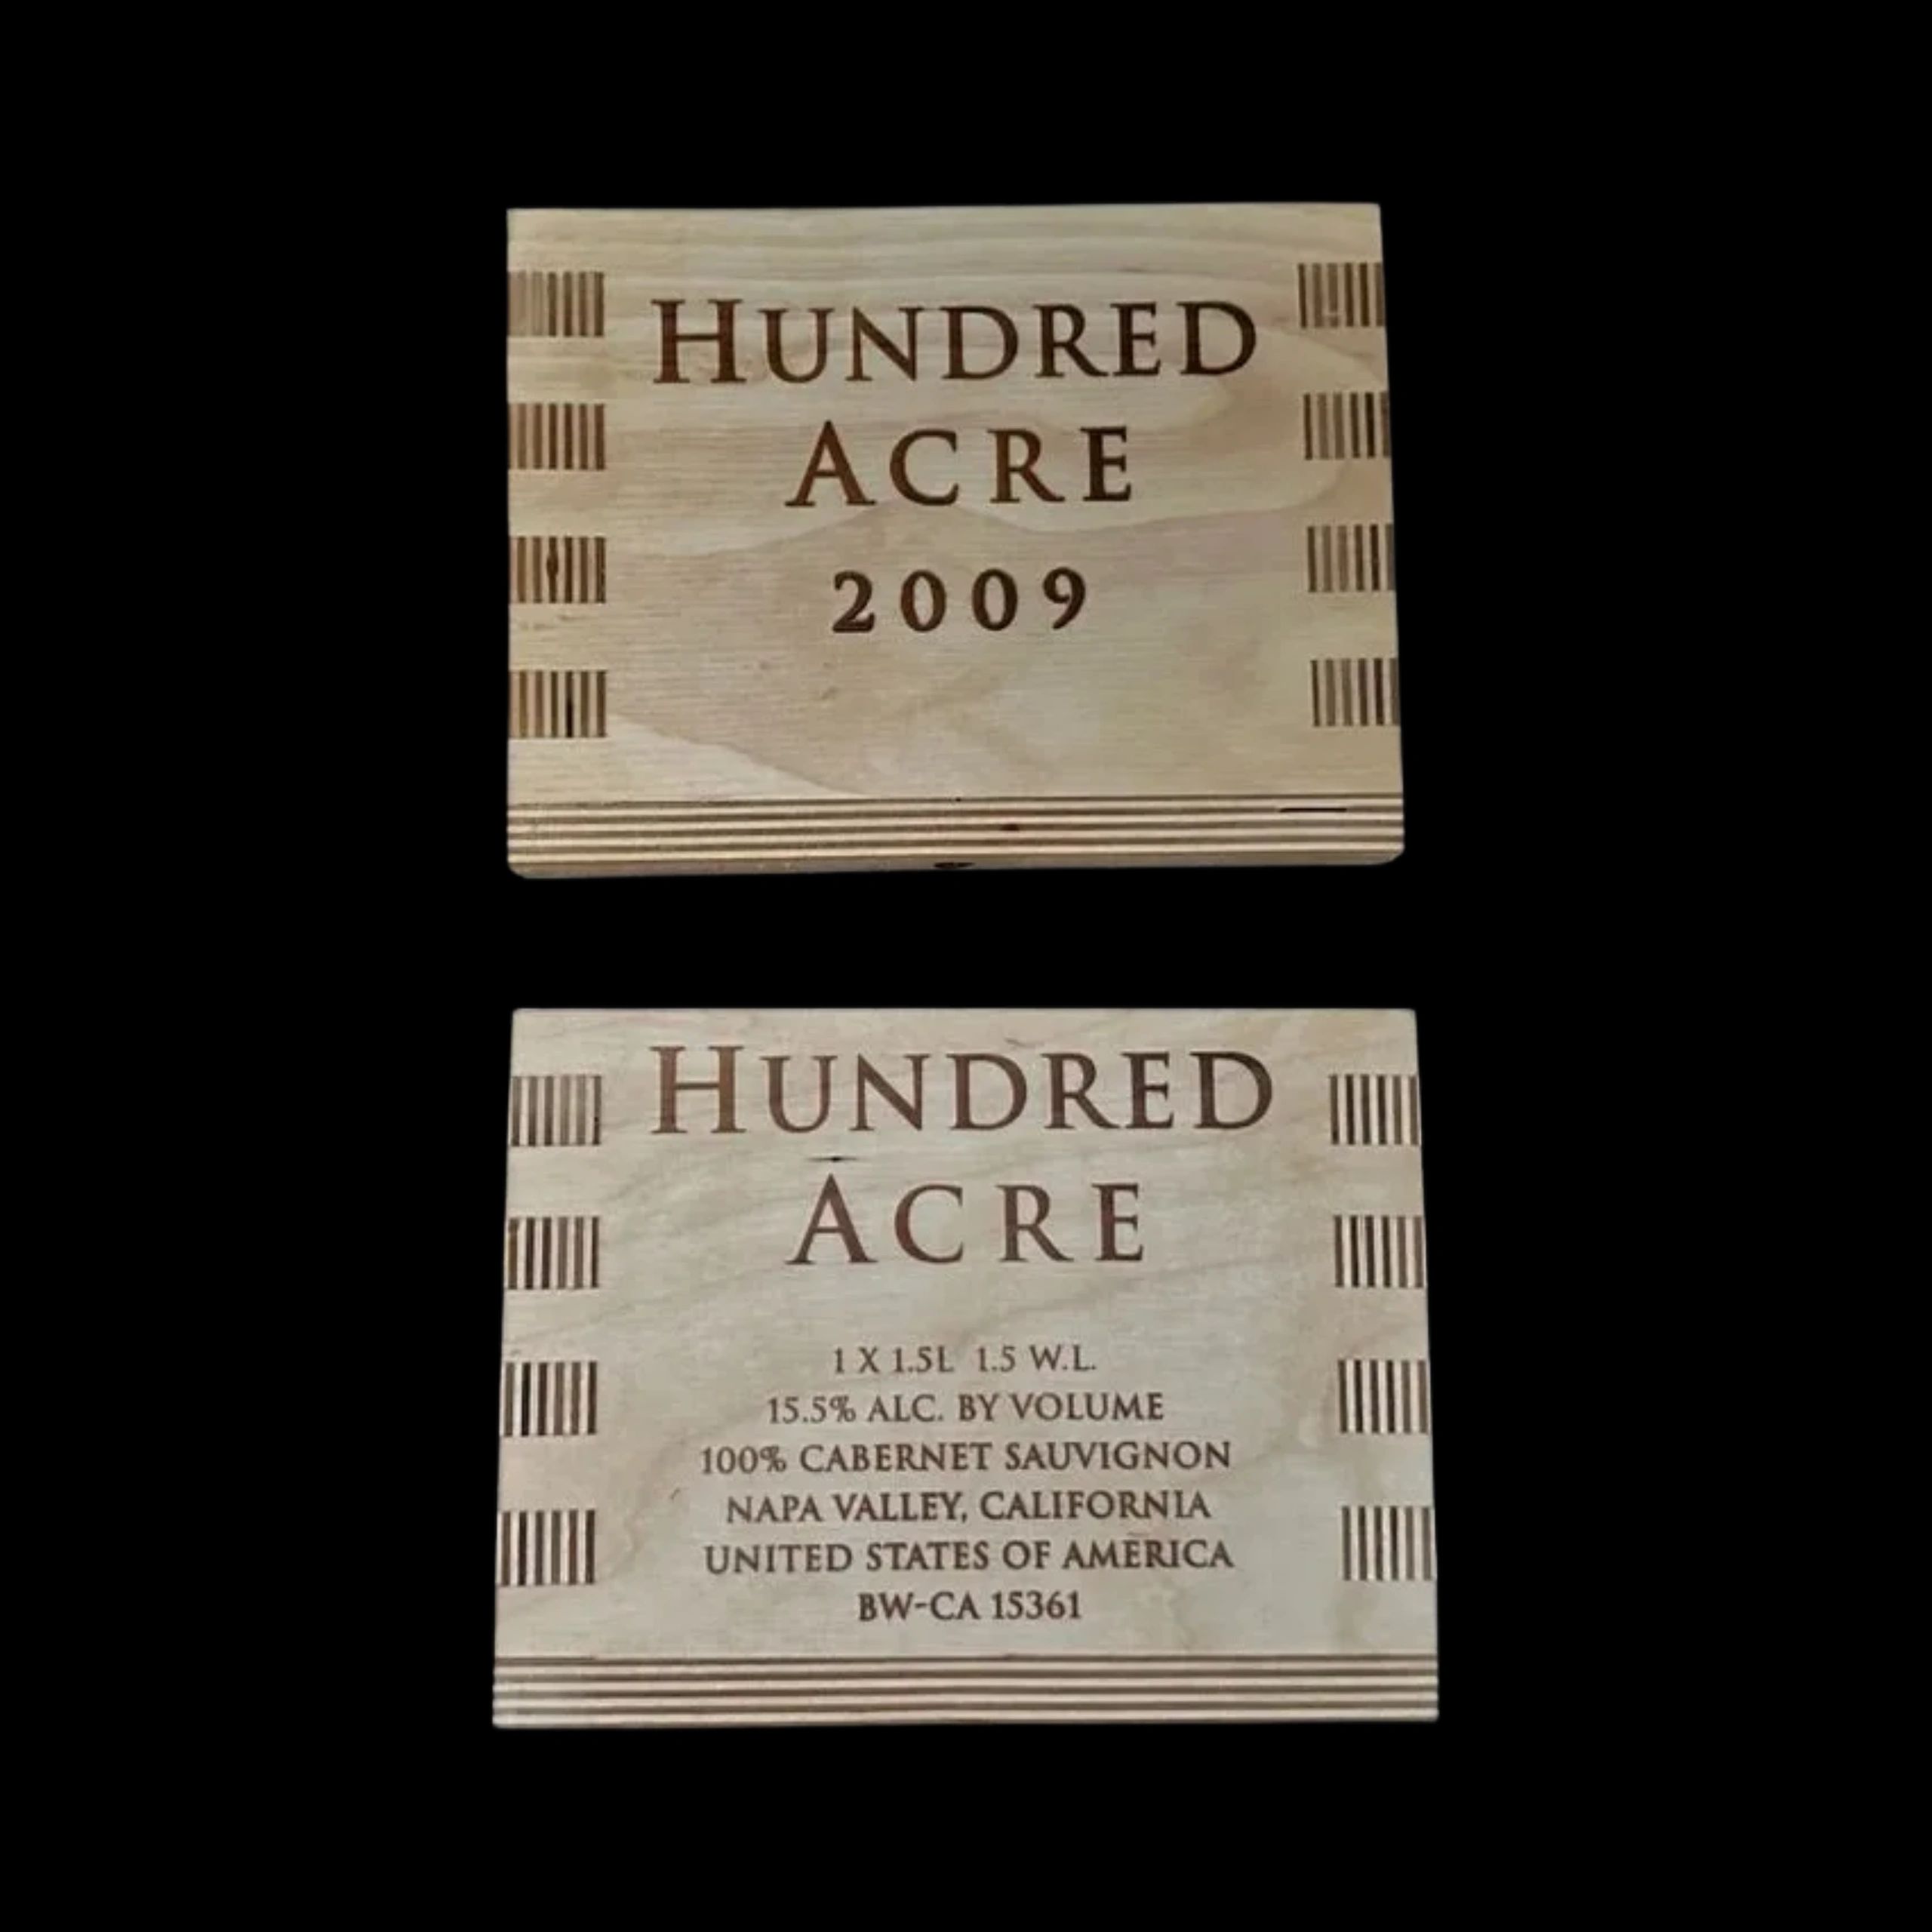 HUNDRED
ACRE
2009
HUNDRED
ACRE
1 X 1.5L 1.5 W.L.
15.5% ALC. BY VOLUME
100% CABERNET SAUVIGNON
NAPA VALLEY, CALIFORNIA
UNITED STATES OF AMERICA
BW-CA 15361